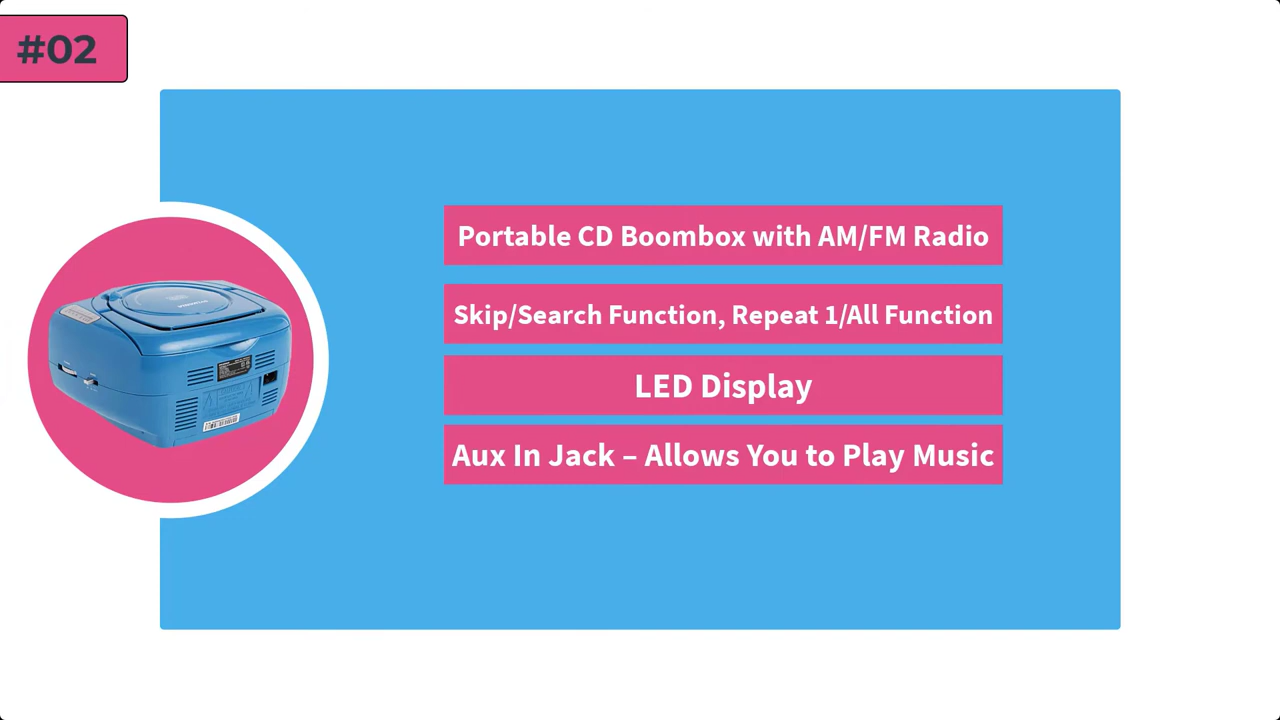 #02
Portable CD Boombox with AM/FM Radio
Skip/Search Function, Repeat 1/All Function
LED Display
Aux In Jack – Allows You to Play Music